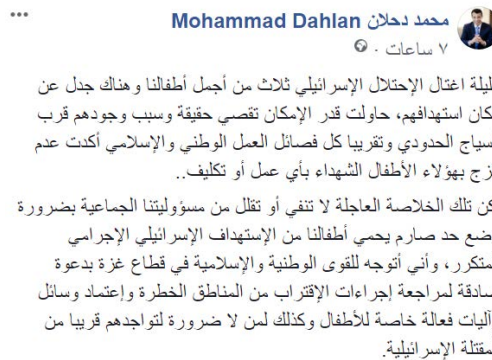 محمد دحلان Mohammad Dahlan
٧ ساعات ·
ليلة اغتال الإحتلال الإسرائيلي ثلاث من أجمل أطفالنا وهناك جدل عن
كان استهدافهم، حاولت قدر الإمكان تقصي حقيقة وسبب وجودهم قرب
سياج الحدودي وتقريبا كل فصائل العمل الوطني والإسلامي أكدت عدم
زج بهؤلاء الأطفال الشهداء بأي عمل أو تكليف..
كن تلك الخلاصة العاجلة لا تنفي أو تقلل من مسؤوليتنا الجماعية بضرورة
ضع حد صارم يحمي أطفالنا من الإستهداف الإسرائيلي الإجرامي
متكرر، وأني أتوجه للقوى الوطنية والإسلامية في قطاع غزة بدعوة
سادقة لمراجعة إجراءات الإقتراب من المناطق الخطرة وإعتماد وسائل
آليات فعالة خاصة للأطفال وكذلك لمن لا ضرورة لتواجدهم قريبا من
مقتلة الإسرائيلية.